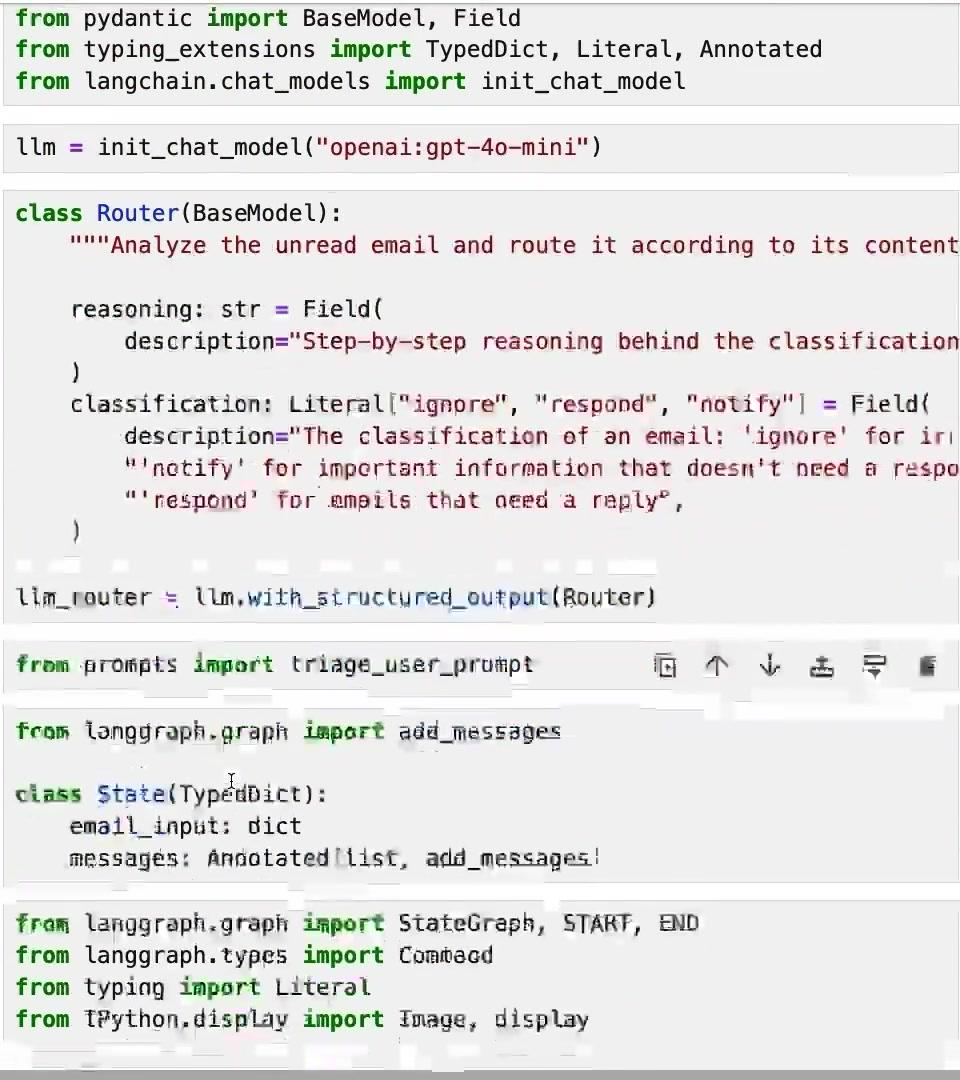 from pydantic import BaseModel, Field
from typing_extensions import TypedDict, Literal, Annotated
from langchain.chat_models import init_chat_model
llm = init_chat_model("openai:gpt-4o-mini")
class Router(BaseModel):
"""Analyze the unread email and route it according to its content
reasoning: str = Field(
description="Step-by-step reasoning behind the classification
)
classification: Literal["ignore", "respond", "notify"] = Field(
description="The classification of an email: 'ignore' for
"'notify' for important information that doesn't need a
"'respond' for emails that need a reply",
)
llm_router = llm.with_structured_output(Router)
from prompts import triage_user_prompt
from langgraph.graph import add_messages
class State(TypedDict):
email_input: dict
messages: Annotated[list, add_messages]
from langgraph.graph import StateGraph, START, END
from langgraph.types import Command
from typing import Literal
from IPython.display import Image, display